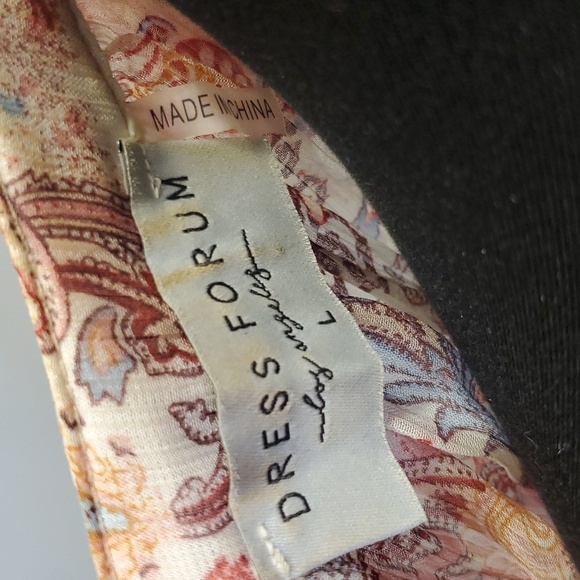 MADE IN CHINA
DRESS FORUM
los angeles
L